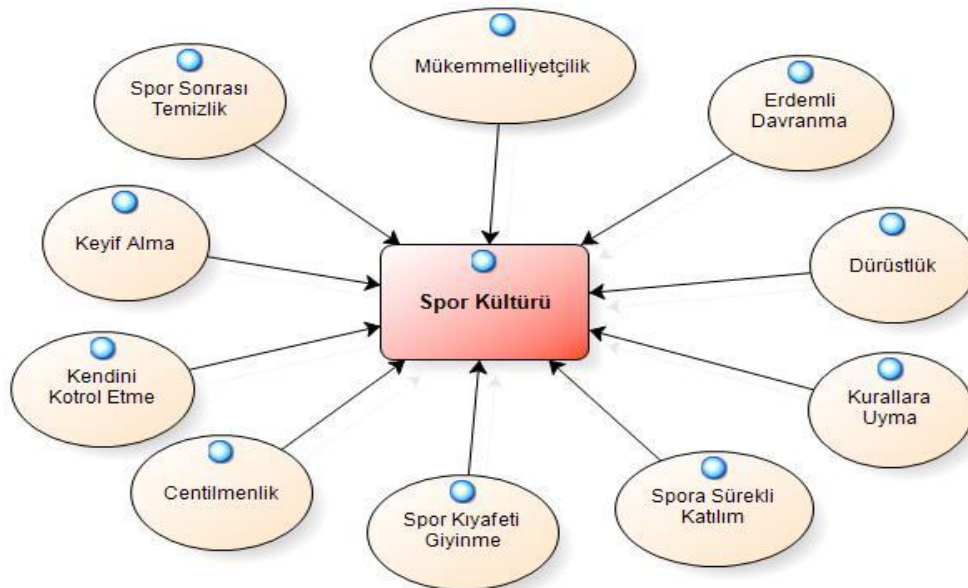 Mükemmelliyetçilik
Spor Sonrası
Temizlik
Erdemli
Davranma
Keyif Alma
Dürüstlük
Spor Kültürü
Kendini
Kotrol Etme
Kurallara
Uyma
Centilmenlik
Spor Kıyafeti
Giyinme
Spora Sürekli
Katılım